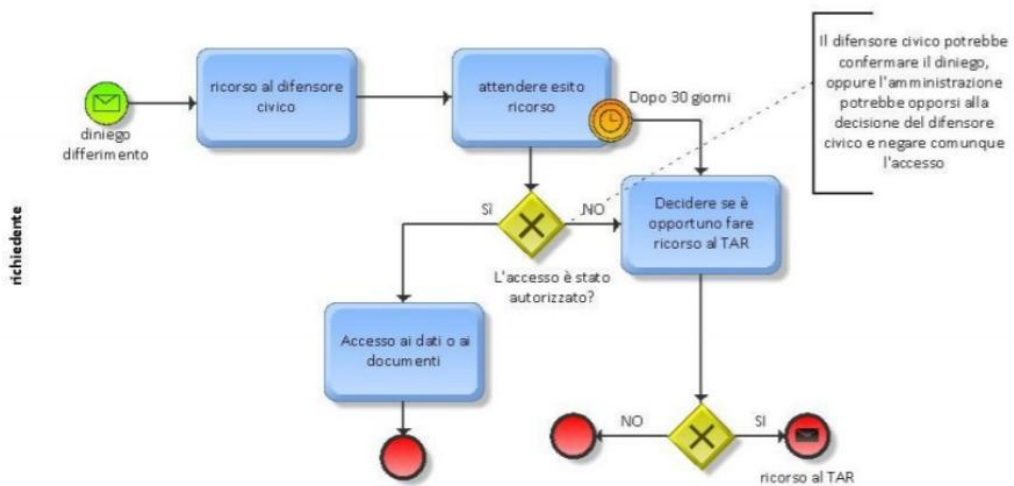 diniego
differimento
ricorso al difensore
civico
attendere esito
ricorso
Dopo 30 giorni
Il difensore civico potrebbe
confermare il diniego,
oppure l'amministrazione
potrebbe opporsi alla
decisione del difensore
civico e negare comunque
l'accesso
richiedente
SÌ
NO
L'accesso è stato
autorizzato?
Decidere se è
opportuno fare
ricorso al TAR
Accesso ai dati o ai
documenti
NO
SI
ricorso al TAR